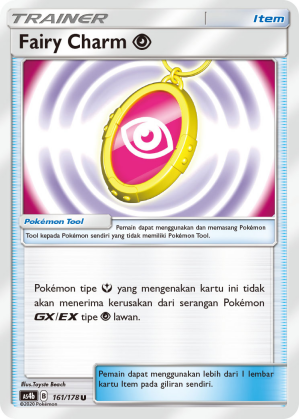 TRAINER Item
Fairy Charm
Pokémon Tool
Pemain dapat menggunakan dan memasang Pokémon
Tool kepada Pokémon sendiri yang tidak memiliki Pokémon Tool.
Pokémon tipe yang mengenakan kartu ini tidak
akan menerima kerusakan dari serangan Pokémon
GX/EX tipe lawan.
Pemain dapat menggunakan lebih dari 1 lembar
kartu Item pada giliran sendiri.
Illus.Toyste Beach
AS4b D 161/178 U
©2020 Pokémon